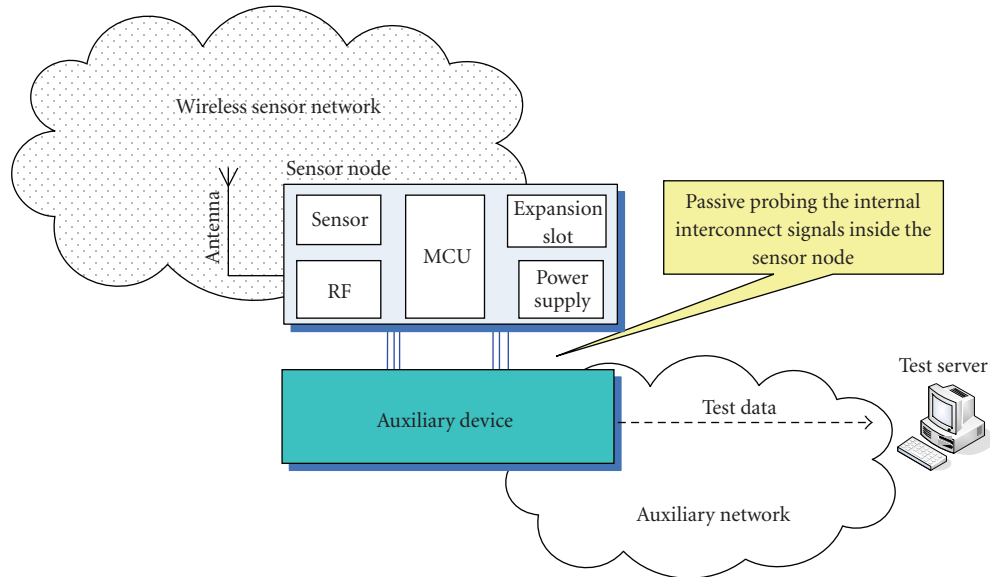 Wireless sensor network
Sensor node
Antenna
Sensor
RF
MCU
Expansion
slot
Power
supply
Passive probing the internal
interconnect signals inside the
sensor node
Test server
Auxiliary device
Test data
Auxiliary network